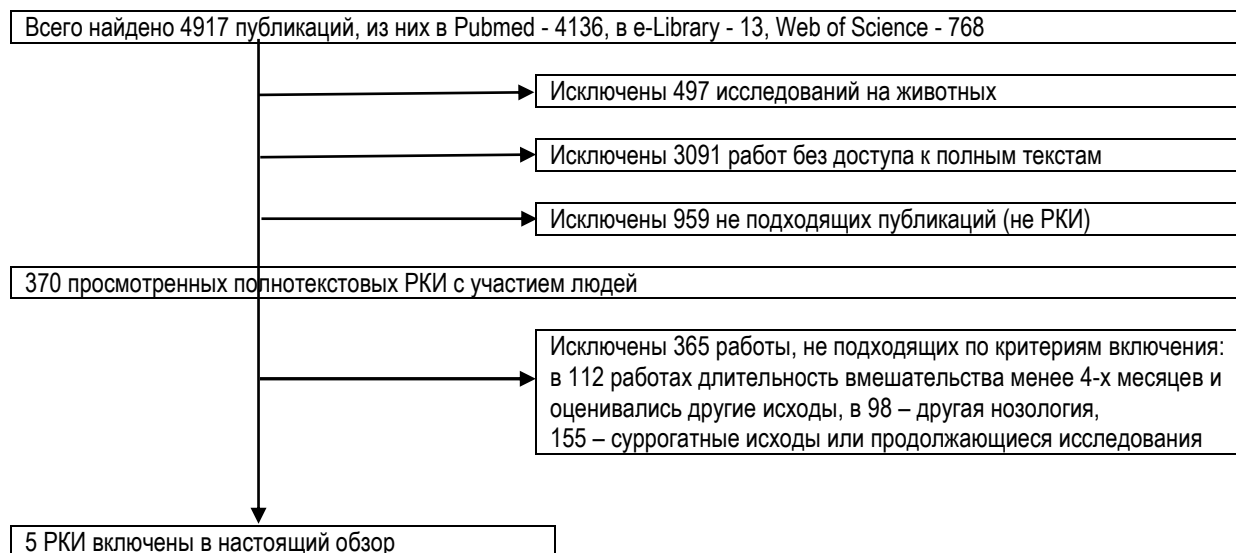 Всего найдено 4917 публикаций, из них в Pubmed - 4136, в e-Library - 13, Web of Science - 768
Исключены 497 исследований на животных
Исключены 3091 работ без доступа к полным текстам
Исключены 959 не подходящих публикаций (не РКИ)
370 просмотренных полнотекстовых РКИ с участием людей
Исключены 365 работы, не подходящих по критериям включения:
в 112 работах длительность вмешательства менее 4-х месяцев и
оценивались другие исходы, в 98 – другая нозология,
155 – суррогатные исходы или продолжающиеся исследования
5 РКИ включены в настоящий обзор